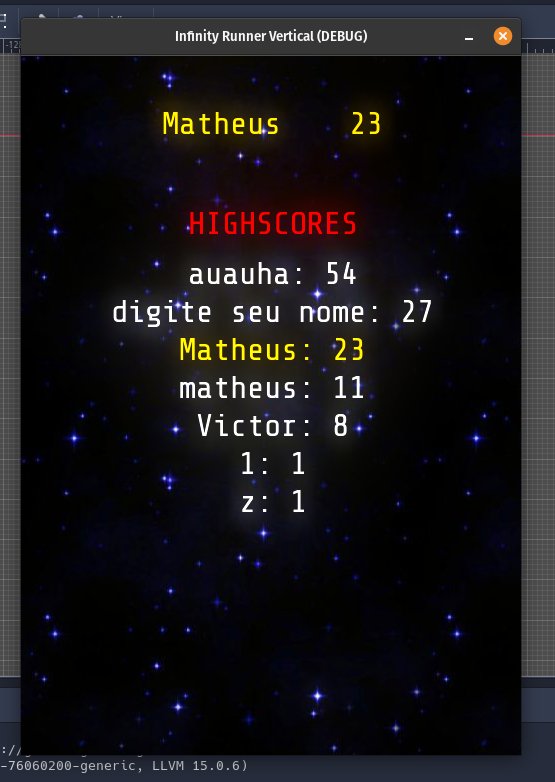 Infinity Runner Vertical (DEBUG)
Matheus 23
HIGHSCORES
auauha: 54
digite seu nome: 27
Matheus: 23
matheus: 11
Victor: 8
1: 1
z: 1
://
-76060200-generic, LLVM 15.0.6)